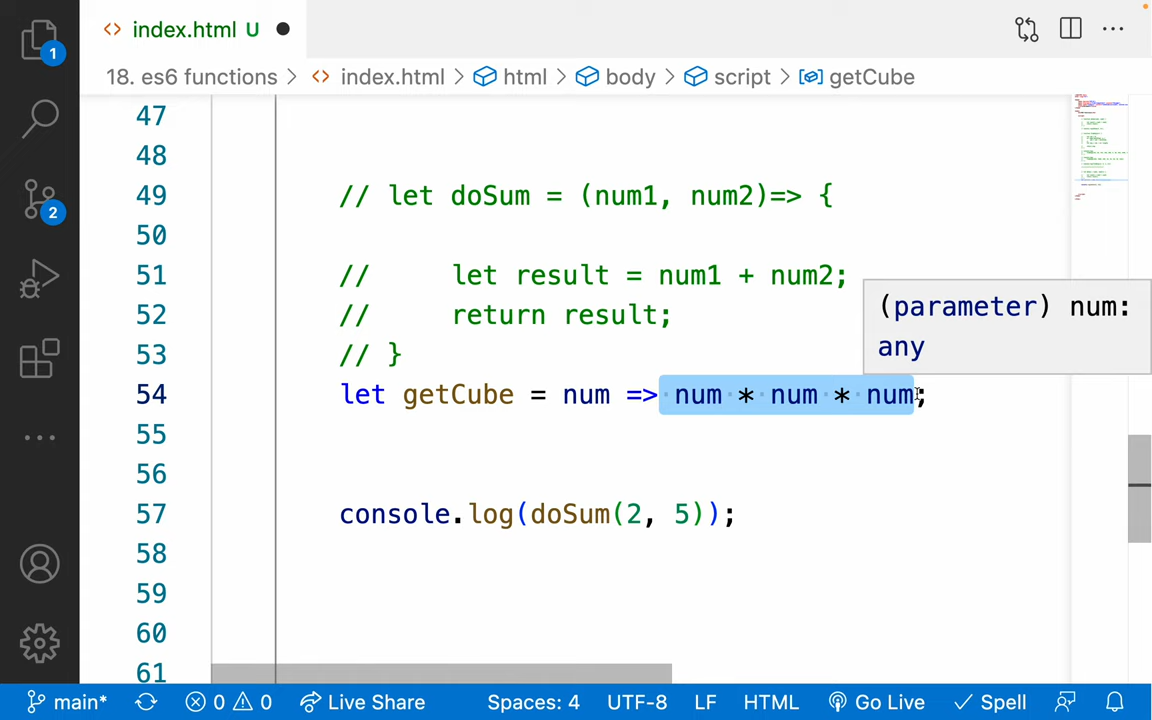 index.html U
18. es6 functions > index.html > html > body > script > getCube
1
2
47
48
49 // let doSum = (num1, num2)=> {
50
51 // let result = num1 + num2;
52 // return result;
53 // }
54 let getCube = num => num * num * num;
(parameter) num:
any
55
56
57 console.log(doSum(2, 5));
58
59
60
61
main* 0 0 Live Share Spaces: 4 UTF-8 LF HTML Go Live Spell